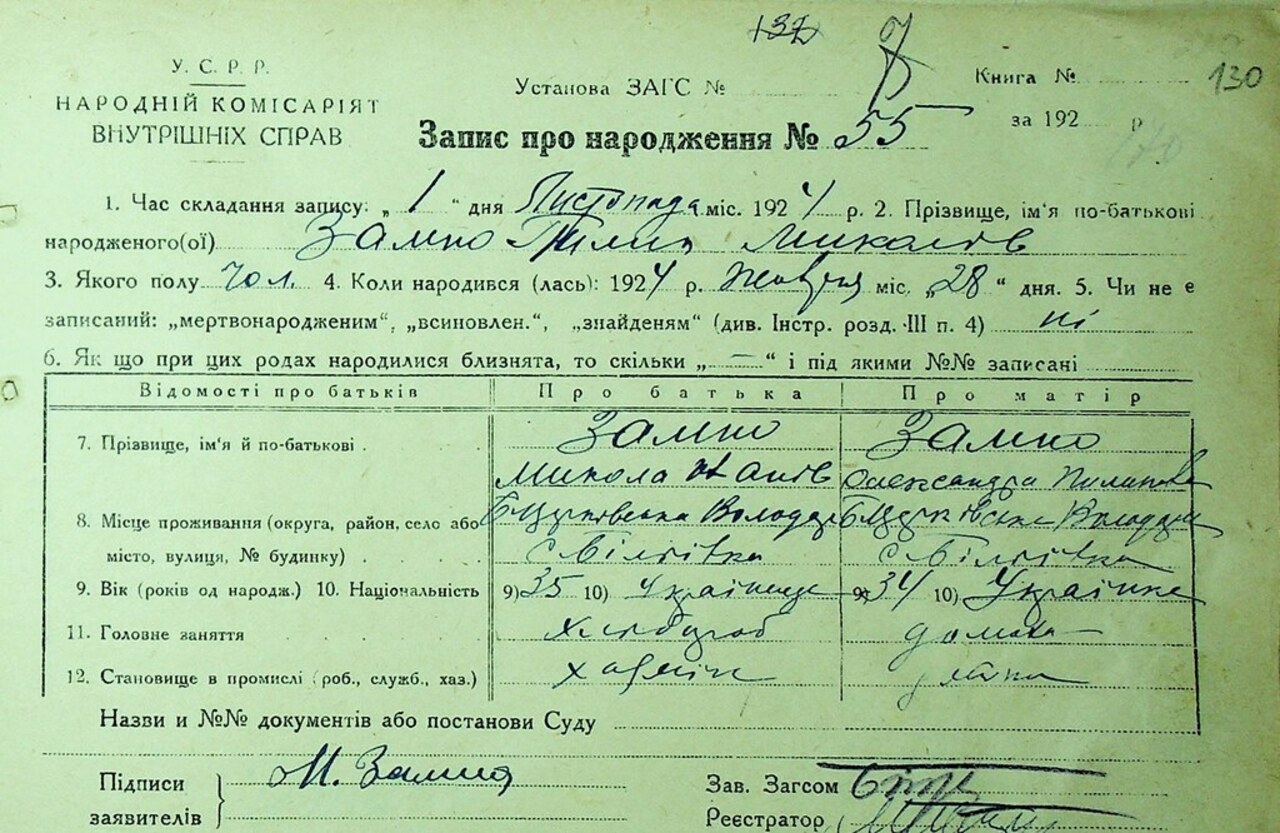 137
130
У. С. Р. Р.
НАРОДНІЙ КОМІСАРІЯТ
ВНУТРІШНІХ СПРАВ
Установа ЗАГС №
Книга №
за 192 р
Запис про народження № 55
1. Час складання запису: „ 1 “ дня Листопада міс. 1924 р. 2. Прізвище, ім'я по-батькові
народженого(ої) Замко Миколаїв
3. Якого полу чол. 4. Коли народився (лась): 1924 р. Жовтня міс. „28“ дня. 5. Чи не є
записаний: „мертвонародженим“, „всиновлен.“, „знайденям“ (див. Інстр. розд. III п. 4) ні
6. Як що при цих родах народилися близнята, то скільки „ — “ і під якими №№ записані
Відомості про батьків Про батька Про матір
7. Прізвище, ім'я й по-батькові . Замко Замко
Микола Олександра Пилипова
8. Місце проживання (округа, район, село або
місто, вулиця, № будинку) . . . . . с с
9. Вік (років од народж.) 10. Національність 9) 35 10) Українець 9) 34 10) Українка
11. Головне заняття . . . . . Хлібороб домова
12. Становище в промислі (роб., служб., хаз.) хазяїн
Назви и №№ документів або постанови Суду
Підписи
заявителів
М. Замко
Зав. Загсом
Реєстратор